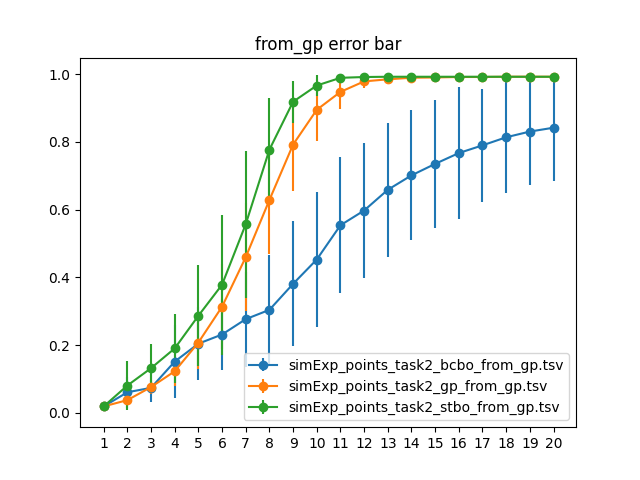 from_gp error bar
1.0
0.8
0.6
0.4
0.2
0.0
1 2 3 4 5 6 7 8 9 10 11 12 13 14 15 16 17 18 19 20
simExp_points_task2_bcbo_from_gp.tsv
simExp_points_task2_gp_from_gp.tsv
simExp_points_task2_stbo_from_gp.tsv